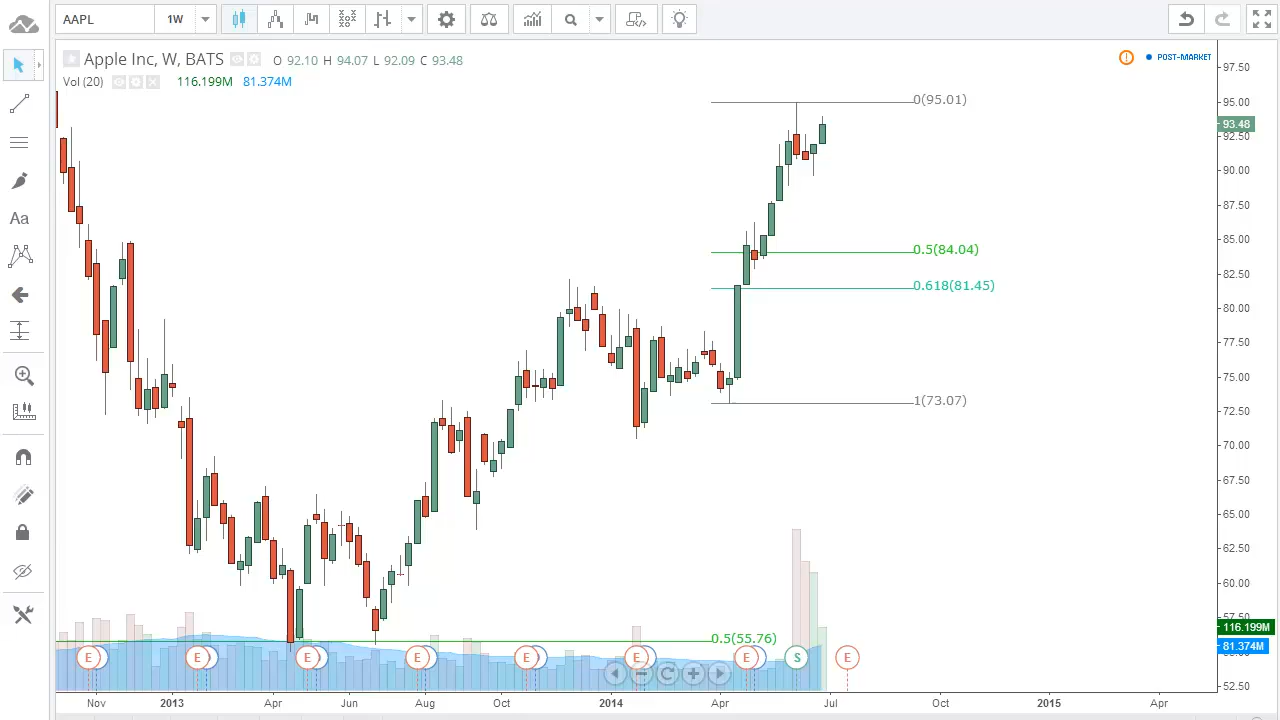 AAPL 1W
Apple Inc, W, BATS O 92.10 H 94.07 L 92.09 C 93.48
POST-MARKET
Vol (20) 116.199M 81.374M
Aa
97.50
0(95.01)
95.00
93.48
92.50
90.00
87.50
85.00
0.5(84.04)
82.50
0.618(81.45)
80.00
77.50
75.00
1(73.07)
72.50
70.00
67.50
65.00
62.50
60.00
57.50
116.199M
0.5(55.76)
81.374M
52.50
E E E E E E E S E
Nov 2013 Apr Jun Aug Oct 2014 Apr Jul Oct 2015 Apr